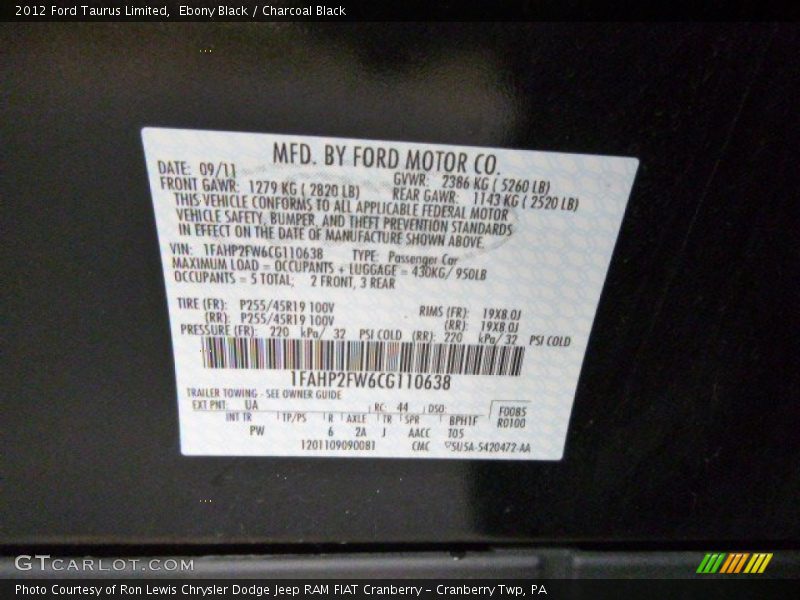 2012 Ford Taurus Limited, Ebony Black / Charcoal Black
MFD. BY FORD MOTOR CO.
DATE: 09/11 GVWR: 2386 KG ( 5260 LB)
FRONT GAWR: 1279 KG ( 2820 LB) REAR GAWR: 1143 KG ( 2520 LB)
THIS VEHICLE CONFORMS TO ALL APPLICABLE FEDERAL MOTOR
VEHICLE SAFETY, BUMPER, AND THEFT PREVENTION STANDARDS
IN EFFECT ON THE DATE OF MANUFACTURE SHOWN ABOVE.
VIN: 1FAHP2FW6CG110638 TYPE: Passenger Car
MAXIMUM LOAD = OCCUPANTS + LUGGAGE = 430KG/ 950LB
OCCUPANTS = 5 TOTAL; 2 FRONT, 3 REAR
TIRE (FR): P255/45R19 100V RIMS (FR): 19X8.0J
(RR): P255/45R19 100V (RR): 19X8.0J
PRESSURE (FR): 220 kPa/ 32 PSI COLD (RR): 220 kPa/ 32 PSI COLD
1FAHP2FW6CG110638
TRAILER TOWING - SEE OWNER GUIDE
EXT PNT: UA RC: 44 DSO: F0085
INT TR TP/PS R AXLE TR SPR BPH1F R0100
PW 6 2A J AACC T05
1201109090081 CMC 5U5A-5420472-AA
GTCARLOT.COM
Photo Courtesy of Ron Lewis Chrysler Dodge Jeep RAM FIAT Cranberry – Cranberry Twp, PA